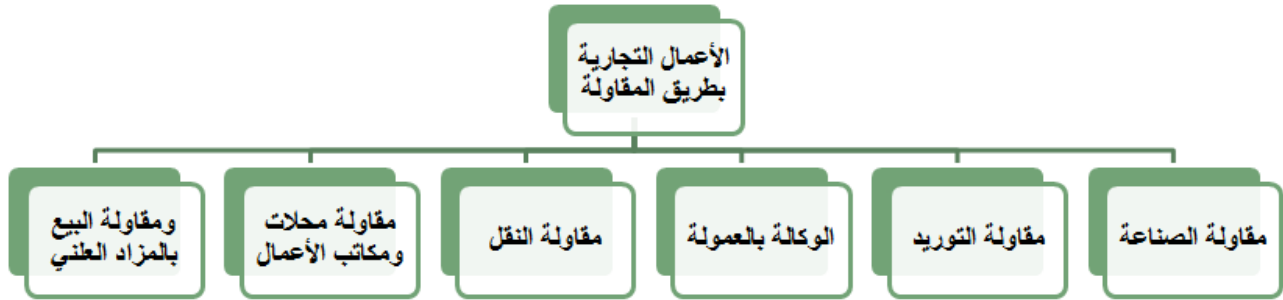 الأعمال التجارية
بطريق المقاولة
مقاولة الصناعة
مقاولة التوريد
الوكالة بالعمولة
مقاولة النقل
مقاولة محلات
ومكاتب الأعمال
ومقاولة البيع
بالمزاد العلني